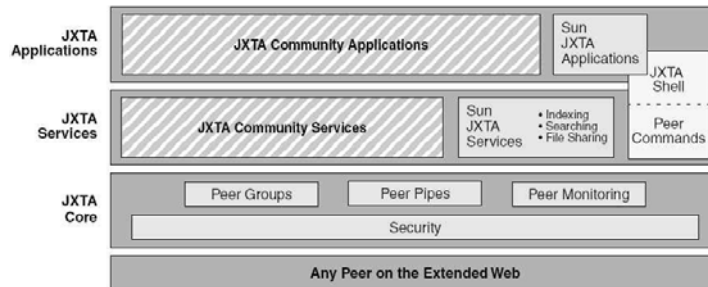 JXTA
Applications
JXTA Community Applications
Sun
JXTA
Applications
JXTA
Shell
JXTA
Services
JXTA Community Services
Sun
JXTA
Services
• Indexing
• Searching
• File Sharing
Peer
Commands
JXTA
Core
Peer Groups
Peer Pipes
Peer Monitoring
Security
Any Peer on the Extended Web